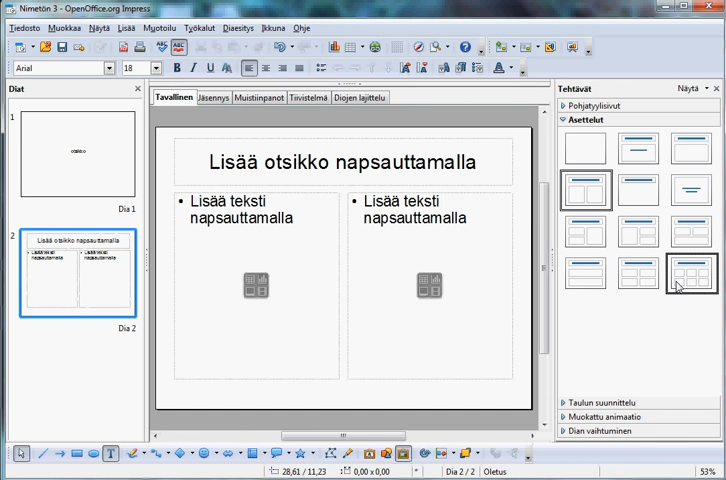 Nimetön 3 - OpenOffice.org Impress
Tiedosto Muokkaa Näytä Lisää Muotoilu Työkalut Diaesitys Ikkuna Ohje
Arial 18 B I U A
Diat
Tavallinen Jäsennys Muistiinpanot Tiivistelmä Diojen lajittelu
Tehtävät Näytä
Pohjatyylisivut
Asettelut
1
otsikko
Dia 1
2
Lisää otsikko napsauttamalla
Lisää teksti
napsauttamalla
Lisää teksti
napsauttamalla
Dia 2
Lisää otsikko napsauttamalla
• Lisää teksti
napsauttamalla
• Lisää teksti
napsauttamalla
Taulun suunnittelu
Muokattu animaatio
Dian vaihtuminen
28,61 / 11,23 0,00 x 0,00 * Dia 2 / 2 Oletus 53%